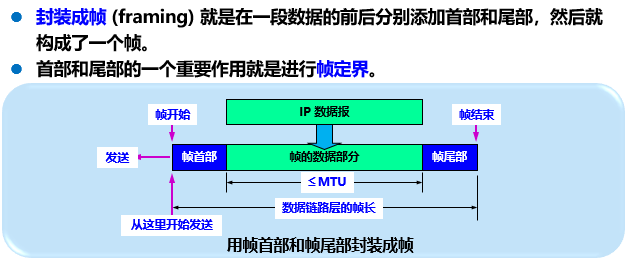 封装成帧 (framing) 就是在一段数据的前后分别添加首部和尾部，然后就
构成了一个帧。
首部和尾部的一个重要作用就是进行帧定界。
帧开始
IP 数据报
帧结束
发送
帧首部
帧的数据部分
帧尾部
≤MTU
数据链路层的帧长
从这里开始发送
用帧首部和帧尾部封装成帧